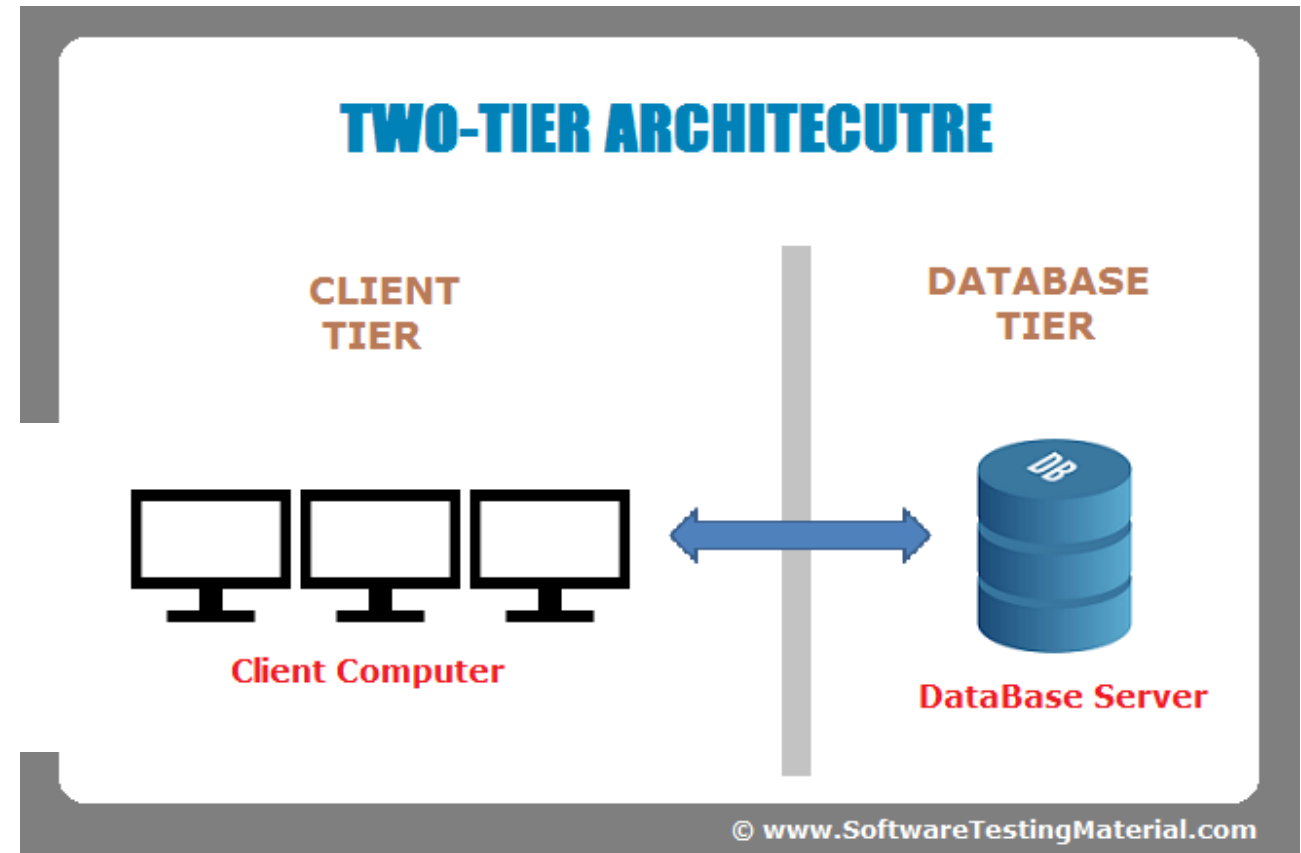 TWO-TIER ARCHITECUTRE
CLIENT
TIER
DATABASE
TIER
DB
Client Computer
DataBase Server
© www.SoftwareTestingMaterial.com